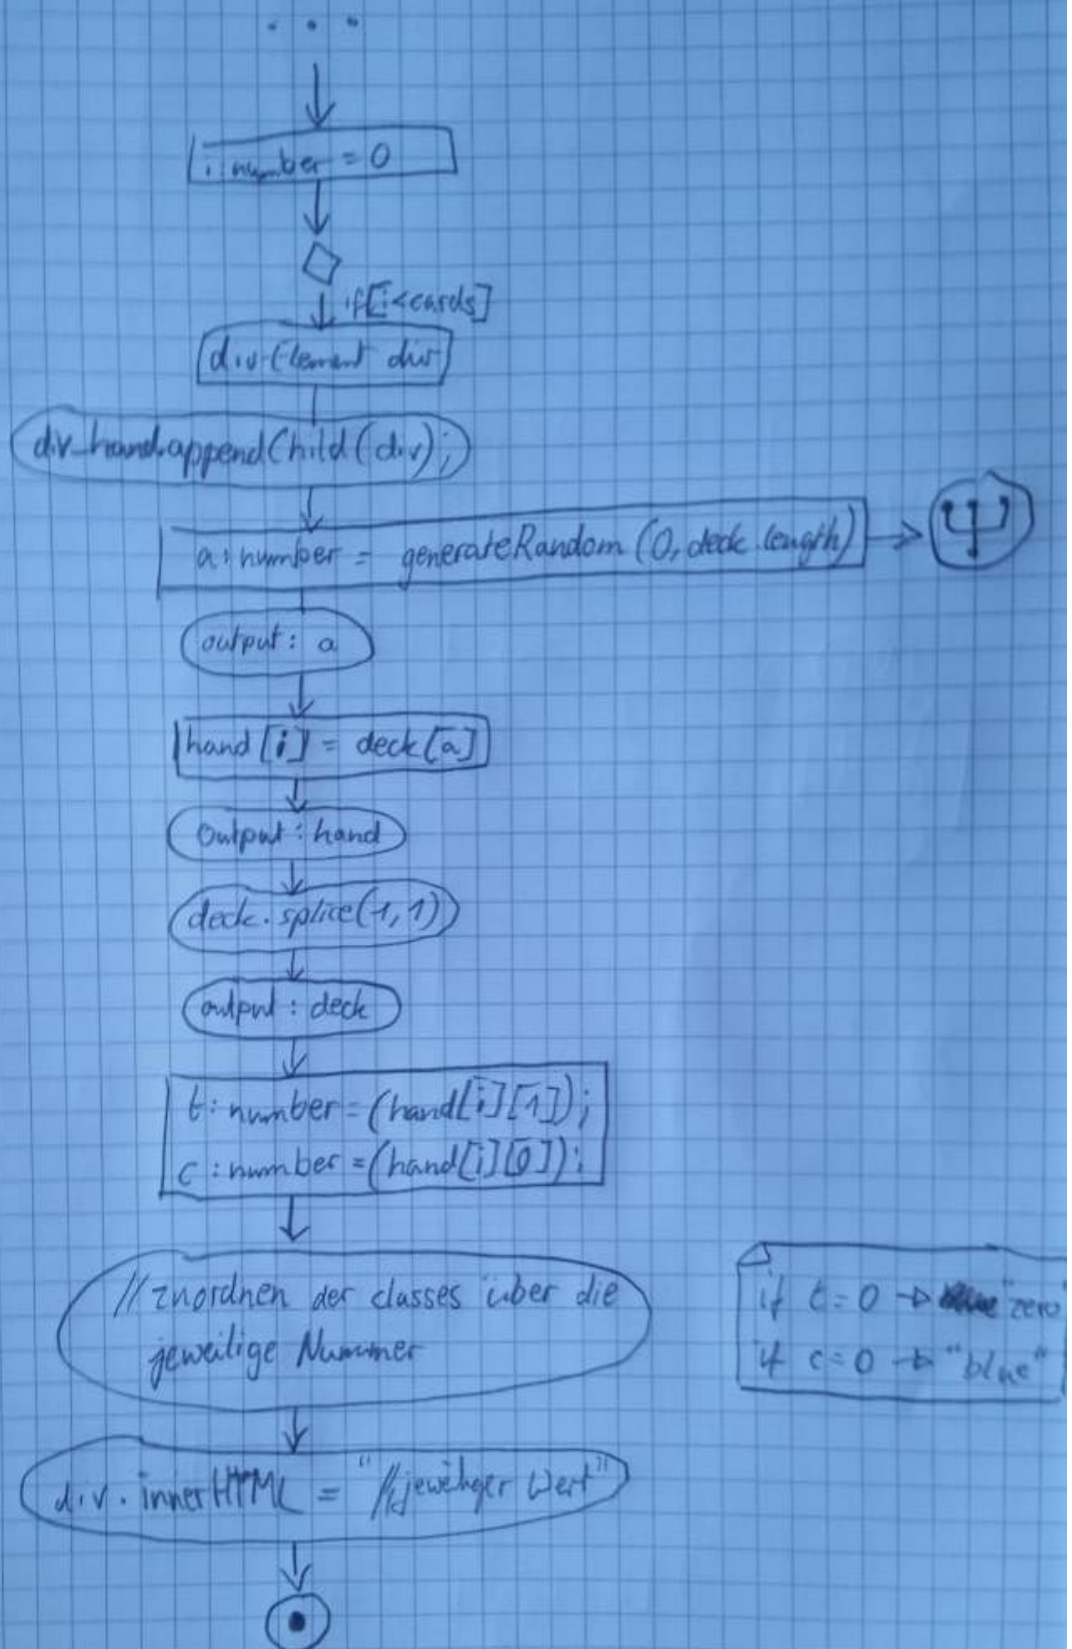 ...
i: number = 0
if[i<cards]
div-Element div
div_hand.appendChild(div);
a: number = generateRandom (0, deck.length)
output: a
hand [i] = deck[a]
Output: hand
deck.splice(1,1)
output: deck
t: number=(hand[i][1]);
c: number=(hand[i][0]);
//zuordnen der classes über die
jeweilige Nummer
if t=0 → "zero"
if c=0 → "blue"
div.innerHTML = "//jeweiliger Wert"